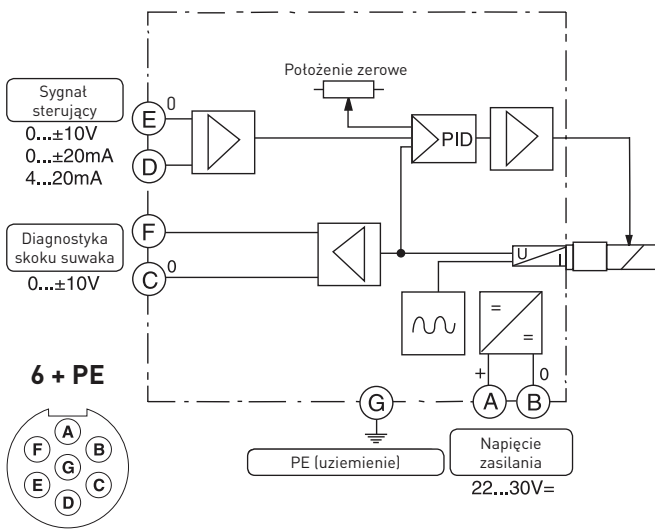 Sygnał
sterujący
0...±10V
0...±20mA
4...20mA
E
0
D
Położenie zerowe
PID
Diagnostyka
skoku suwaka
0...±10V
F
C
0
U
L
=
=
+
0
A
B
G
PE (uziemienie)
Napięcie
zasilania
22...30V=
6 + PE
A
F
B
G
E
C
D